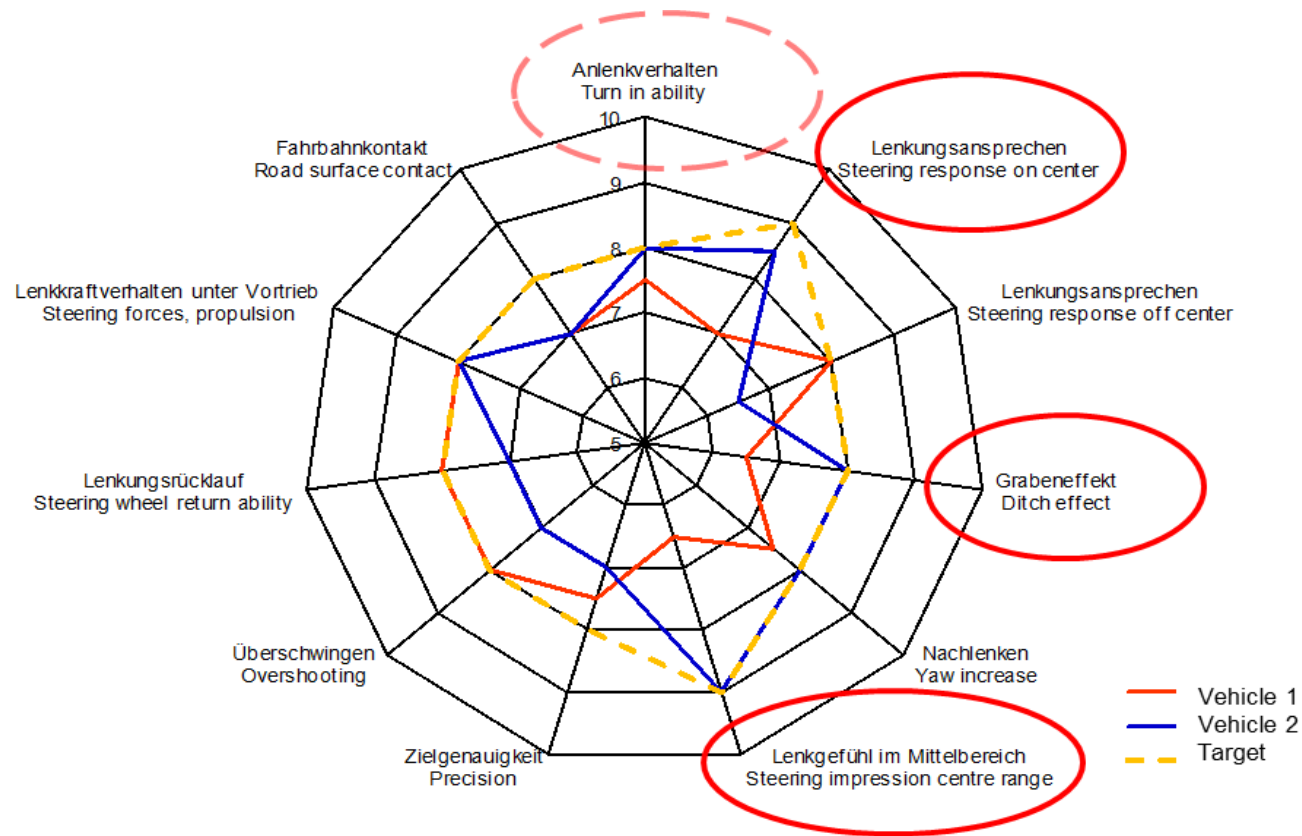 Anlenkverhalten
Turn in ability
10
9
8
7
6
5
Lenkungsansprechen
Steering response on center
Lenkungsansprechen
Steering response off center
Grabeneffekt
Ditch effect
Nachlenken
Yaw increase
Lenkgefühl im Mittelbereich
Steering impression centre range
Zielgenauigkeit
Precision
Überschwingen
Overshooting
Lenkungsrücklauf
Steering wheel return ability
Lenkkraftverhalten unter Vortrieb
Steering forces, propulsion
Fahrbahnkontakt
Road surface contact
Vehicle 1
Vehicle 2
Target